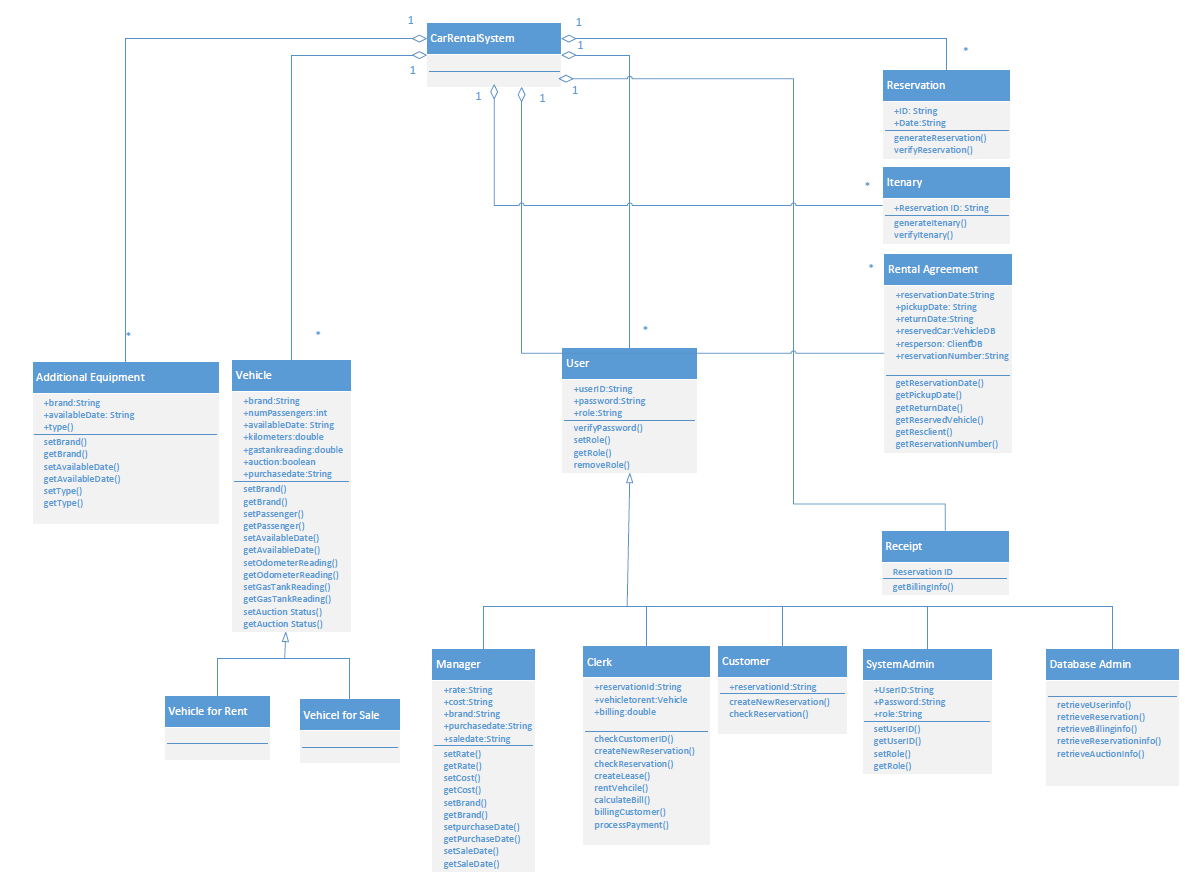 1
1
CarRentalSystem
1
*
1
1
1
1
Reservation
+ID: String
+Date:String
generateReservation()
verifyReservation()
*
Itenary
+Reservation ID: String
generateItenary()
verifyItenary()
*
Rental Agreement
+reservationDate:String
+pickupDate: String
+returnDate:String
+reservedCar:VehicleDB
+resperson: ClientDB
*
+reservationNumber:String
getReservationDate()
getPickupDate()
getReturnDate()
getReservedVehicle()
getResclient()
getReservationNumber()
*
Additional Equipment
+brand:String
+availableDate: String
+type()
setBrand()
getBrand()
setAvailableDate()
getAvailableDate()
setType()
getType()
*
Vehicle
+brand:String
+numPassengers:int
+availableDate: String
+kilometers:double
+gastankreading:double
+auction:boolean
+purchasedate:String
setBrand()
getBrand()
setPassenger()
getPassenger()
setAvailableDate()
getAvailableDate()
setOdometerReading()
getOdometerReading()
setGasTankReading()
getGasTankReading()
setAuction Status()
getAuction Status()
*
User
+userID:String
+password:String
+role:String
verifyPassword()
setRole()
getRole()
removeRole()
Receipt
Reservation ID
getBillingInfo()
Vehicle for Rent
Vehicel for Sale
Manager
+rate:String
+cost:String
+brand:String
+purchasedate:String
+saledate:String
setRate()
getRate()
setCost()
getCost()
setBrand()
getBrand()
setpurchaseDate()
getPurchaseDate()
setSaleDate()
getSaleDate()
Clerk
+reservationId:String
+vehicletorent:Vehicle
+billing:double
checkCustomerID()
createNewReservation()
checkReservation()
createLease()
rentVehcile()
calculateBill()
billingCustomer()
processPayment()
Customer
+reservationId:String
createNewReservation()
checkReservation()
SystemAdmin
+UserID:String
+Password:String
+role:String
setUserID()
getUserID()
setRole()
getRole()
Database Admin
retrieveUserinfo()
retrieveReservation()
retrieveBillinginfo()
retrieveReservationinfo()
retrieveAuctionInfo()